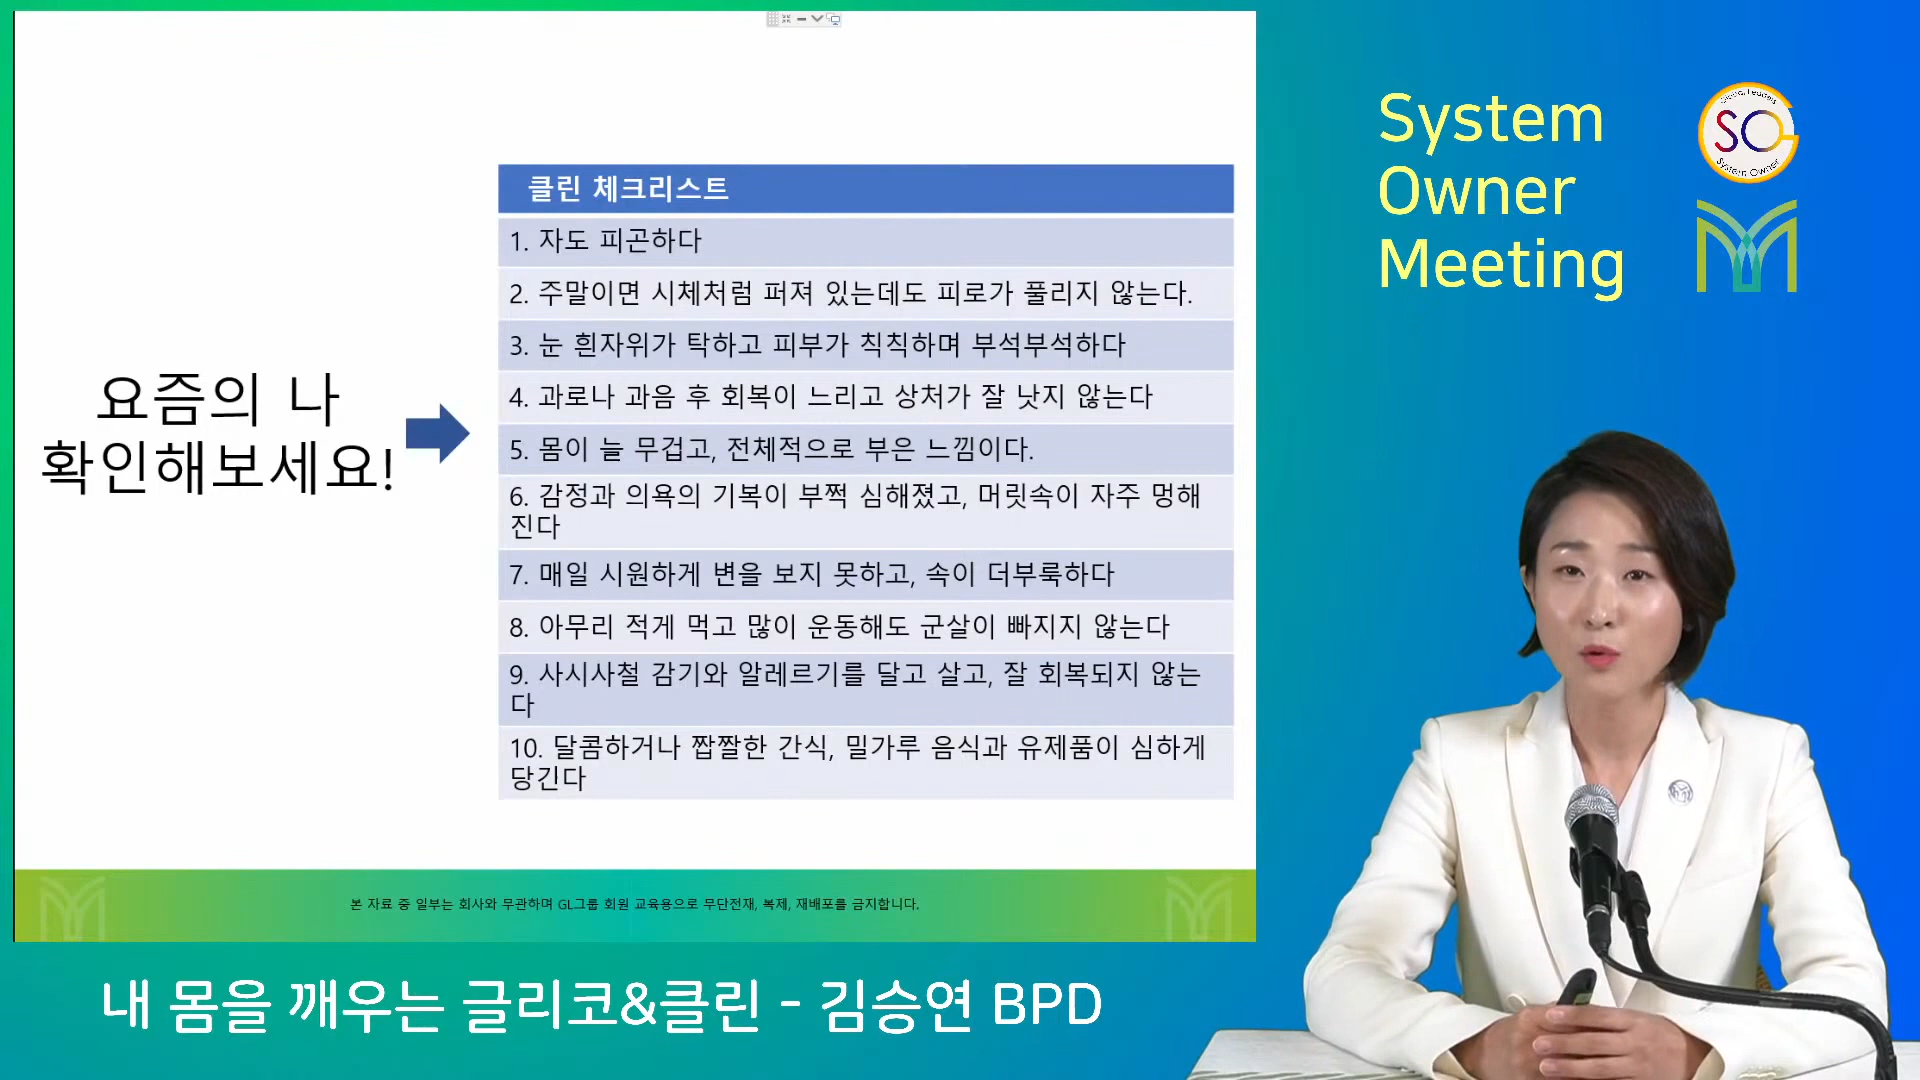 클린 체크리스트
1. 자도 피곤하다
2. 주말이면 시체처럼 퍼져 있는데도 피로가 풀리지 않는다.
3. 눈 흰자위가 탁하고 피부가 칙칙하며 부석부석하다
4. 과로나 과음 후 회복이 느리고 상처가 잘 낫지 않는다
5. 몸이 늘 무겁고, 전체적으로 부은 느낌이다.
6. 감정과 의욕의 기복이 부쩍 심해졌고, 머릿속이 자주 멍해
진다
7. 매일 시원하게 변을 보지 못하고, 속이 더부룩하다
8. 아무리 적게 먹고 많이 운동해도 군살이 빠지지 않는다
9. 사시사철 감기와 알레르기를 달고 살고, 잘 회복되지 않는
다
10. 달콤하거나 짭짤한 간식, 밀가루 음식과 유제품이 심하게
당긴다
요즘의 나
확인해보세요!
본 자료 중 일부는 회사와 무관하며 GL그룹 회원 교육용으로 무단전재, 복제, 재배포를 금지합니다.
내 몸을 깨우는 글리코&클린 - 김승연 BPD
System
Owner
Meeting
Global Leaders
SO
System Owner